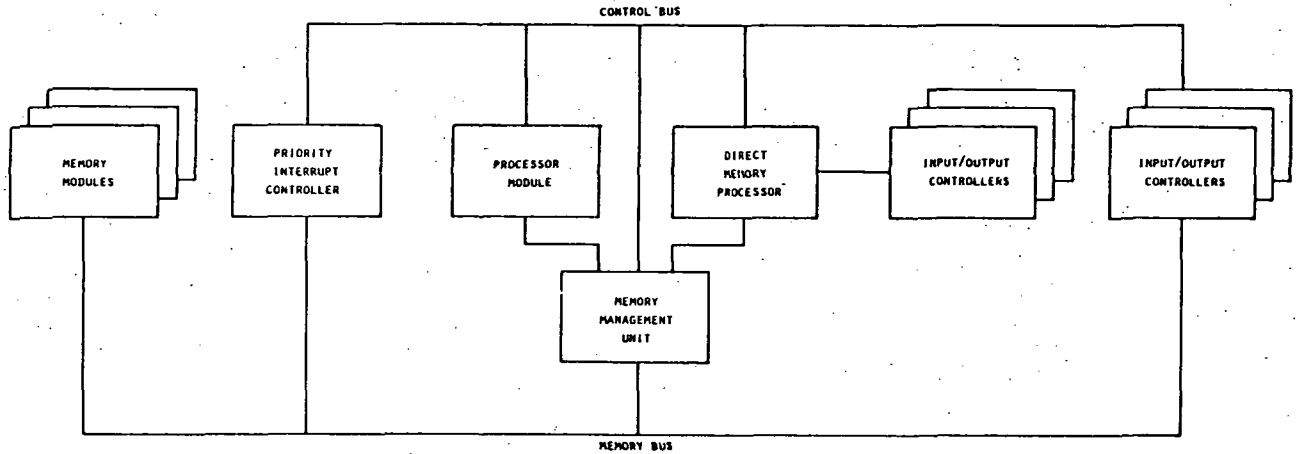 CONTROL BUS
MEMORY
MODULES
PRIORITY
INTERRUPT
CONTROLLER
PROCESSOR
MODULE
DIRECT
MEMORY
PROCESSOR
INPUT/OUTPUT
CONTROLLERS
INPUT/OUTPUT
CONTROLLERS
MEMORY
MANAGEMENT
UNIT
MEMORY BUS